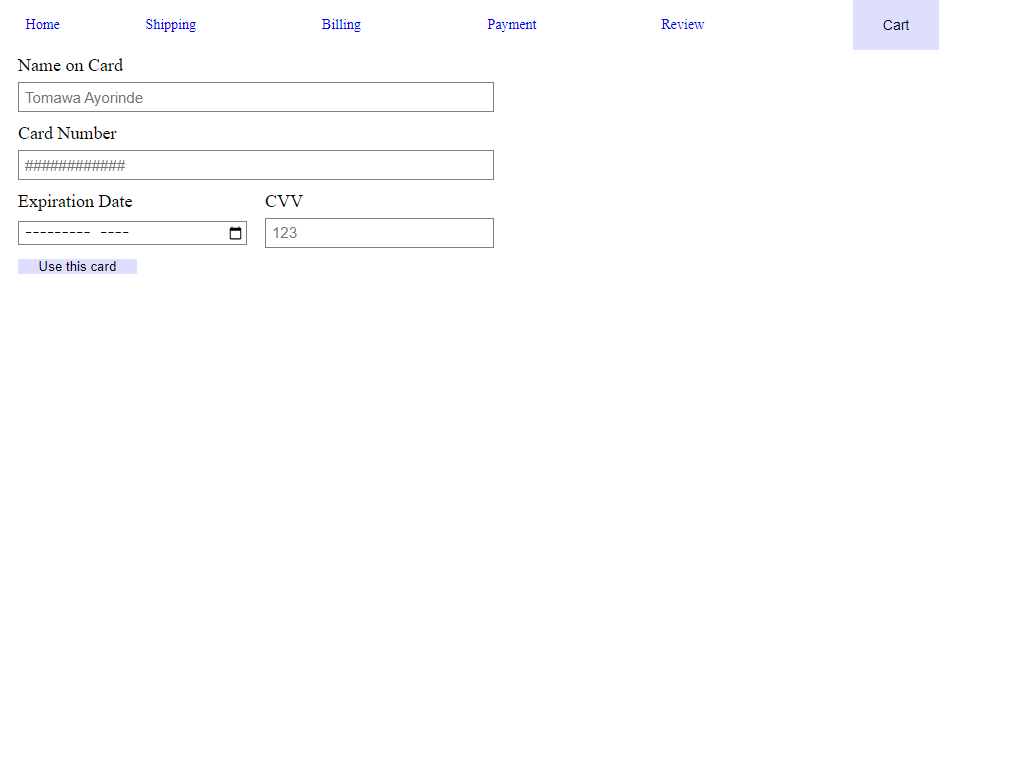 Home Shipping Billing Payment Review Cart
Name on Card
Tomawa Ayorinde
Card Number
############
Expiration Date CVV
--------- ---- 123
Use this card